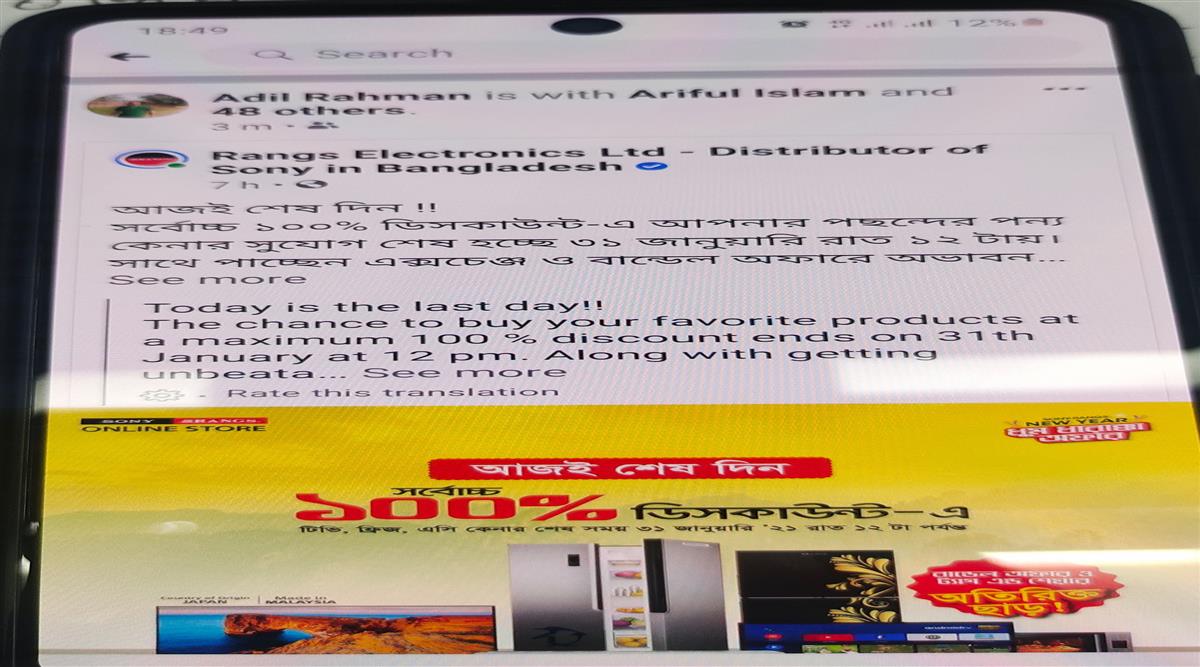 18:49
12%
Search
Adil Rahman is with Ariful Islam and
48 others.
3 m
Rangs Electronics Ltd - Distributor of
Sony in Bangladesh
7 h
আজই শেষ দিন !!
সর্বোচ্চ ১০০% ডিসকাউন্ট-এ আপনার পছন্দের পন্য
কেনার সুযোগ শেষ হচ্ছে ৩১ জানুয়ারি রাত ১২ টায়।
সাথে পাচ্ছেন এক্সচেঞ্জ ও বান্ডেল অফারে অভাবন...
See more
Today is the last day!!
The chance to buy your favorite products at
a maximum 100 % discount ends on 31th
January at 12 pm. Along with getting
unbeata... See more
Rate this translation
SONY RANGS
ONLINE STORE
NEW YEAR
ধুম ধারাক্কা
অফার
আজই শেষ দিন
সর্বোচ্চ
১০০% ডিসকাউন্ট-এ
টিভি, ফ্রিজ, এসি কেনার শেষ সময় ৩১ জানুয়ারি '২১ রাত ১২ টা পর্যন্ত
বান্ডেল অফার ও
অতিরিক্ত
ছাড়!
Country of Origin
JAPAN
Made in
MALAYSIA
androidtv